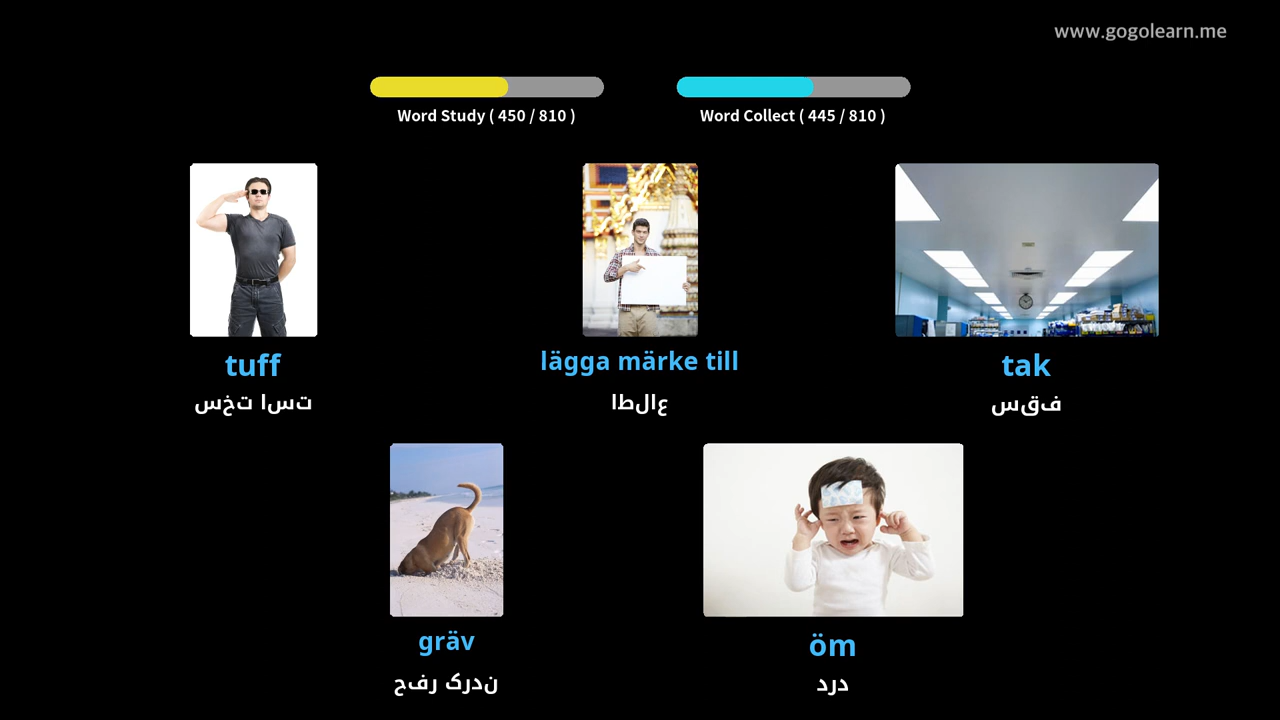 www.gogolearn.me
Word Study ( 450 / 810 )
Word Collect ( 445 / 810 )
tuff
تسا تخس
lägga märke till
عالطا
tak
فقس
gräv
ندرک رفح
öm
درد